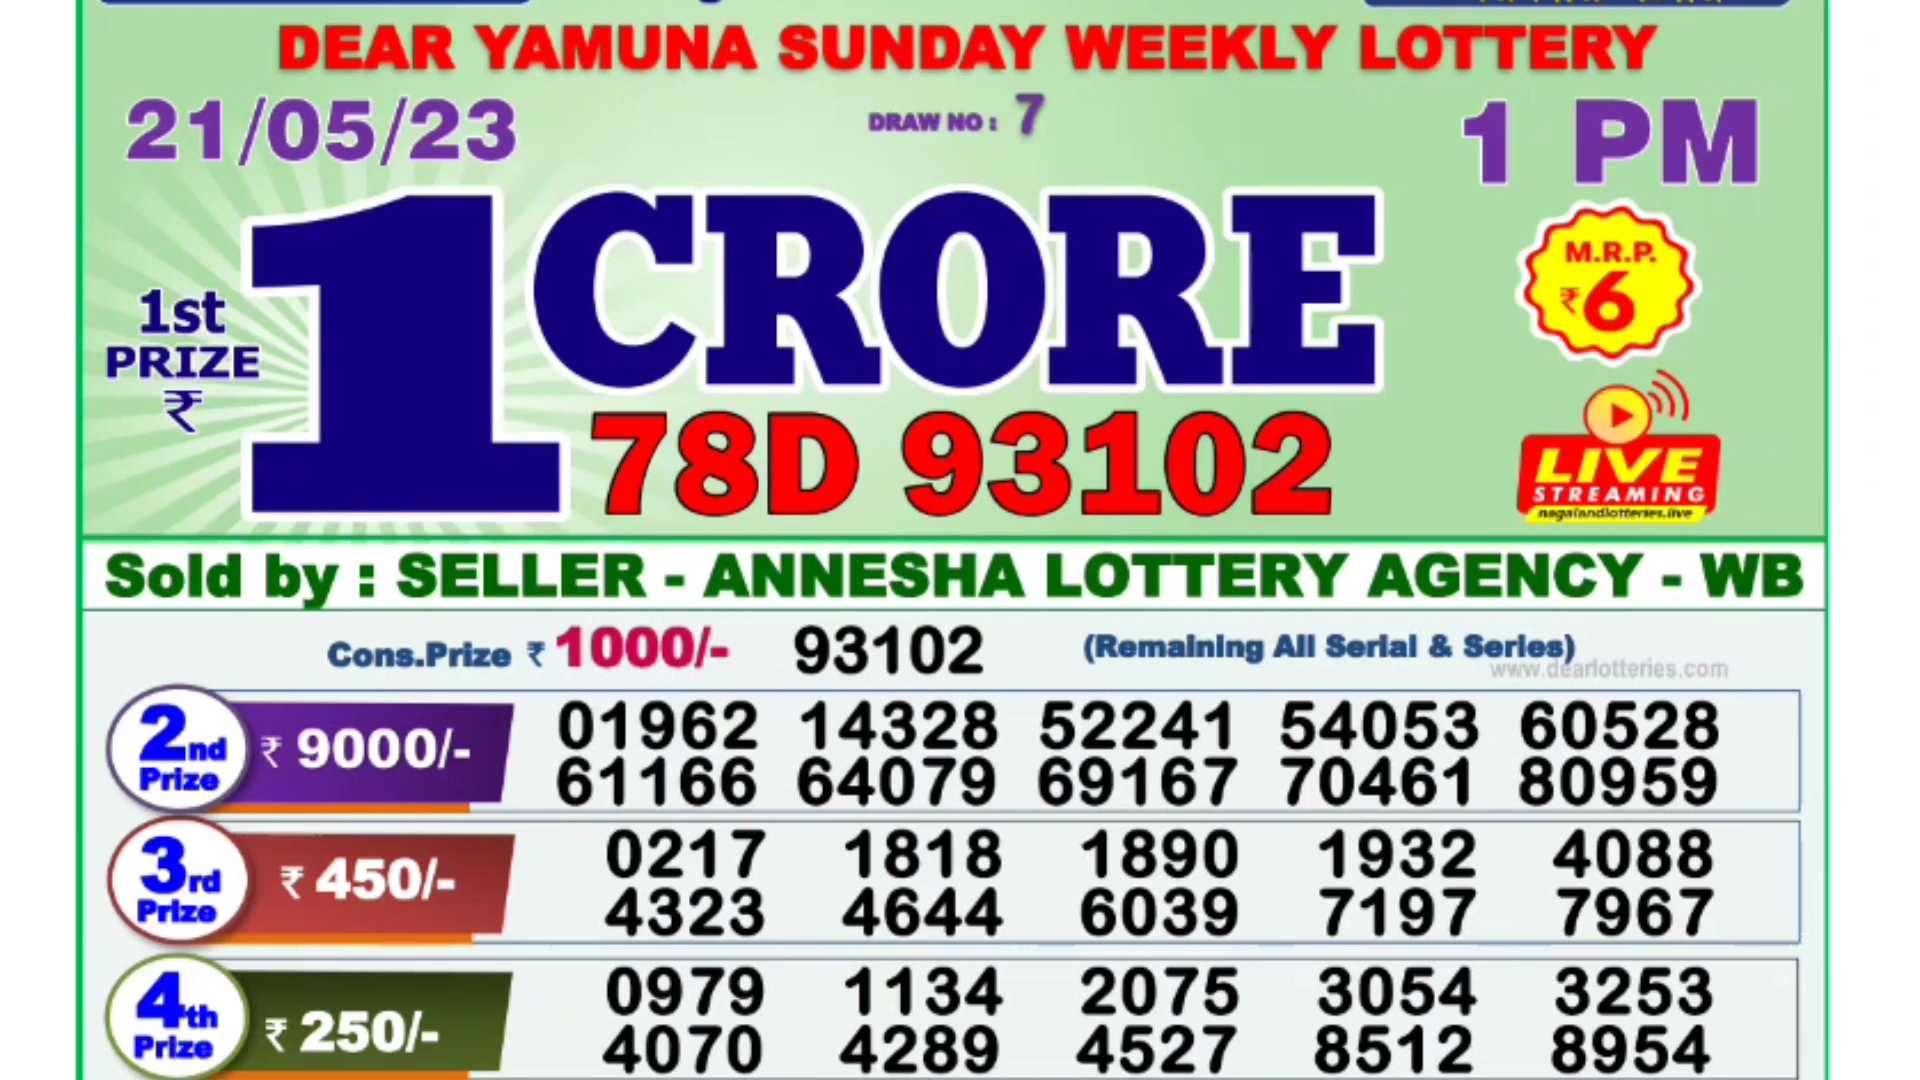 DEAR YAMUNA SUNDAY WEEKLY LOTTERY
21/05/23
DRAW NO : 7
1 PM
1st
PRIZE
₹
1 CRORE
M.R.P.
₹6
78D 93102
LIVE
STREAMING
nagalandlotteries.live
Sold by : SELLER - ANNESHA LOTTERY AGENCY - WB
Cons.Prize ₹ 1000/- 93102 (Remaining All Serial & Series)
www.dearlotteries.com
2nd
Prize
₹ 9000/-
01962 14328 52241 54053 60528
61166 64079 69167 70461 80959
3rd
Prize
₹ 450/-
0217 1818 1890 1932 4088
4323 4644 6039 7197 7967
4th
Prize
₹ 250/-
0979 1134 2075 3054 3253
4070 4289 4527 8512 8954